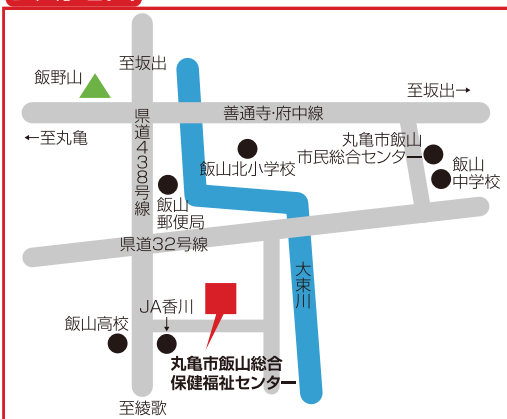 至坂出
飯野山
至坂出→
善通寺・府中線
←至丸亀
県道438号線
丸亀市飯山
市民総合センター
飯山北小学校
飯山
中学校
飯山
郵便局
県道32号線
大束川
JA香川
飯山高校
丸亀市飯山総合
保健福祉センター
至綾歌